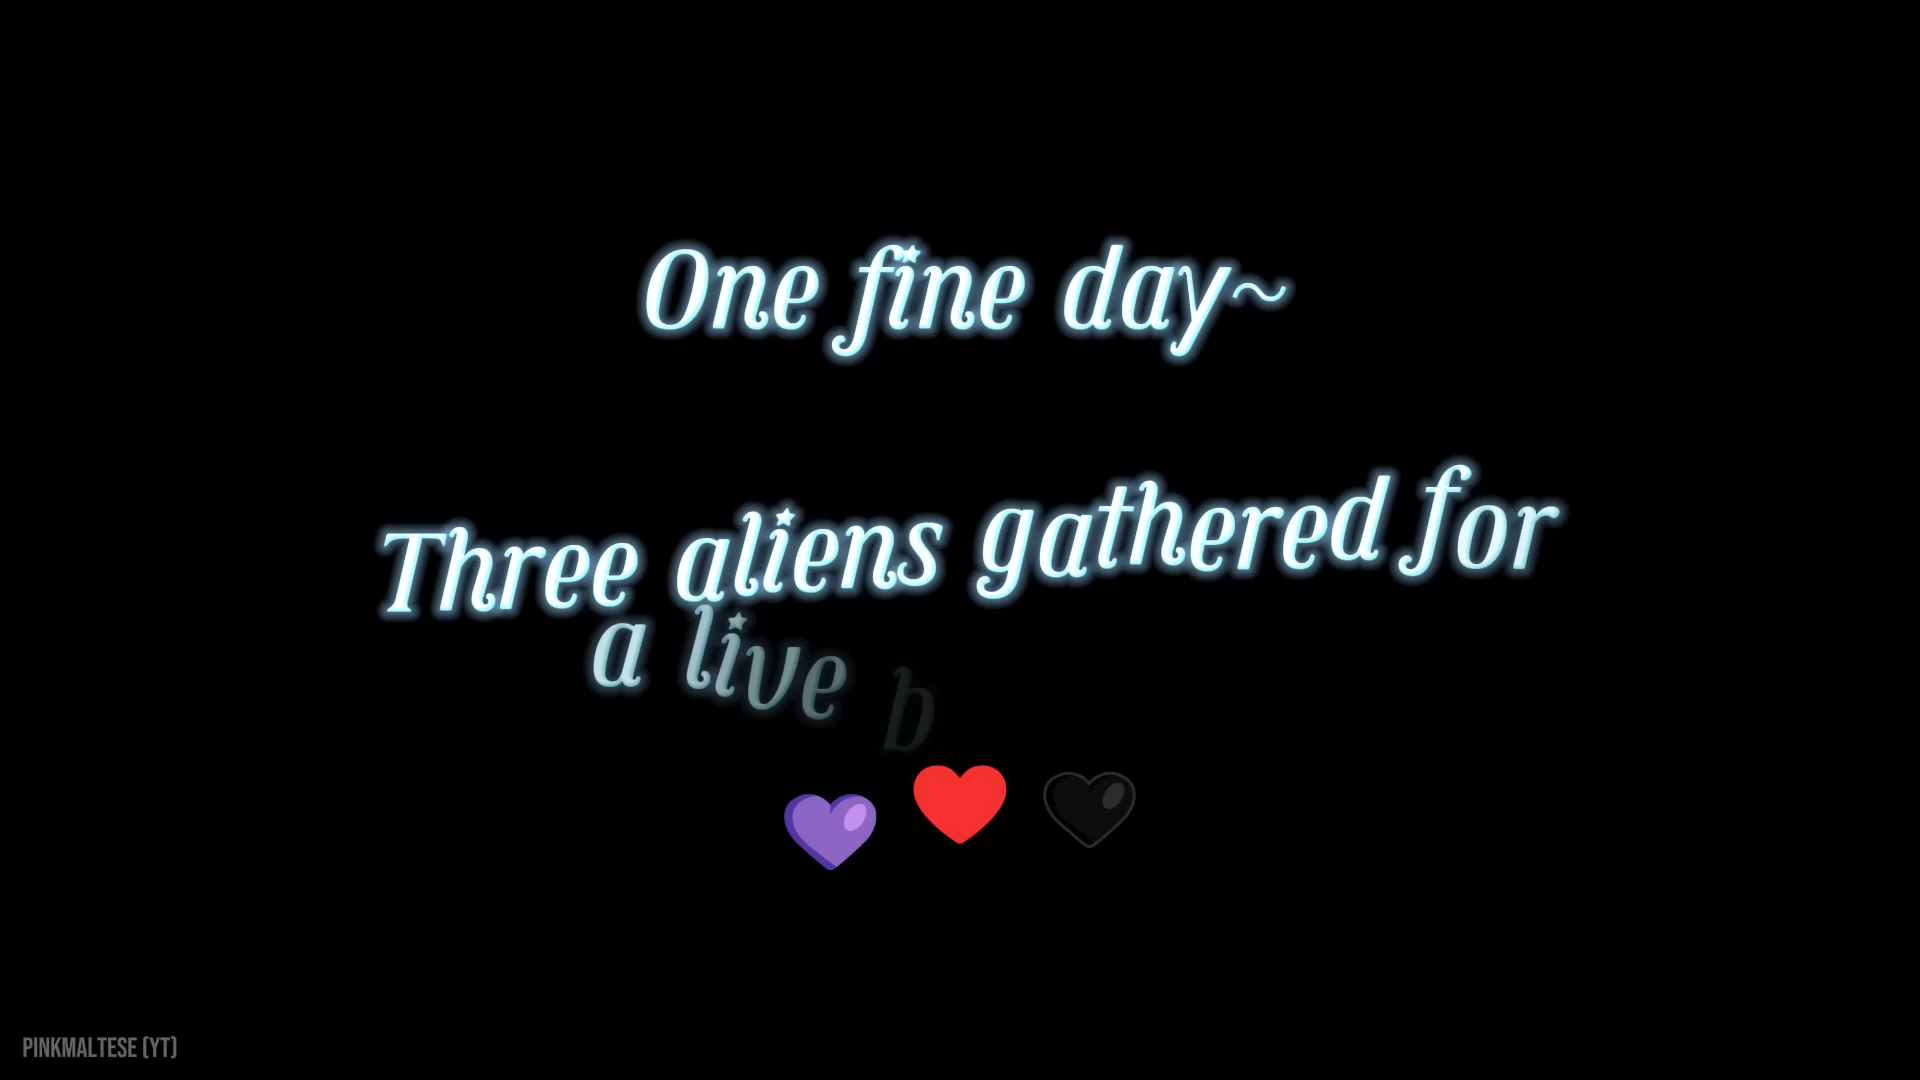 One fine day~
Three aliens gathered for
a live b
PINKMALTESE (YT)